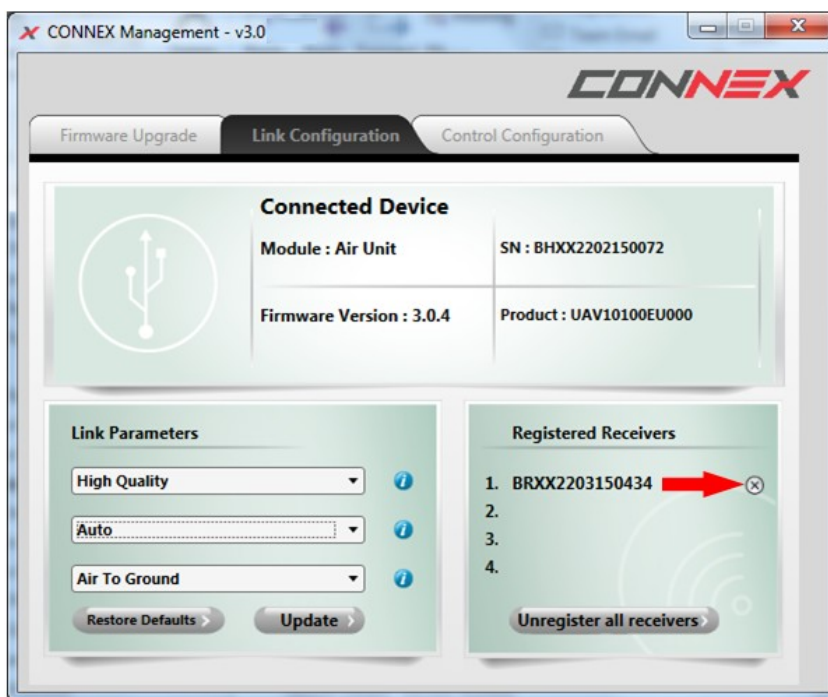 CONNEX Management - v3.0
CONNEX
Firmware Upgrade
Link Configuration
Control Configuration
Connected Device
Module : Air Unit
SN : BHXX2202150072
Firmware Version : 3.0.4
Product : UAV10100EU000
Link Parameters
High Quality
Auto
Air To Ground
Restore Defaults
Update
Registered Receivers
1. BRXX2203150434
2.
3.
4.
Unregister all receivers